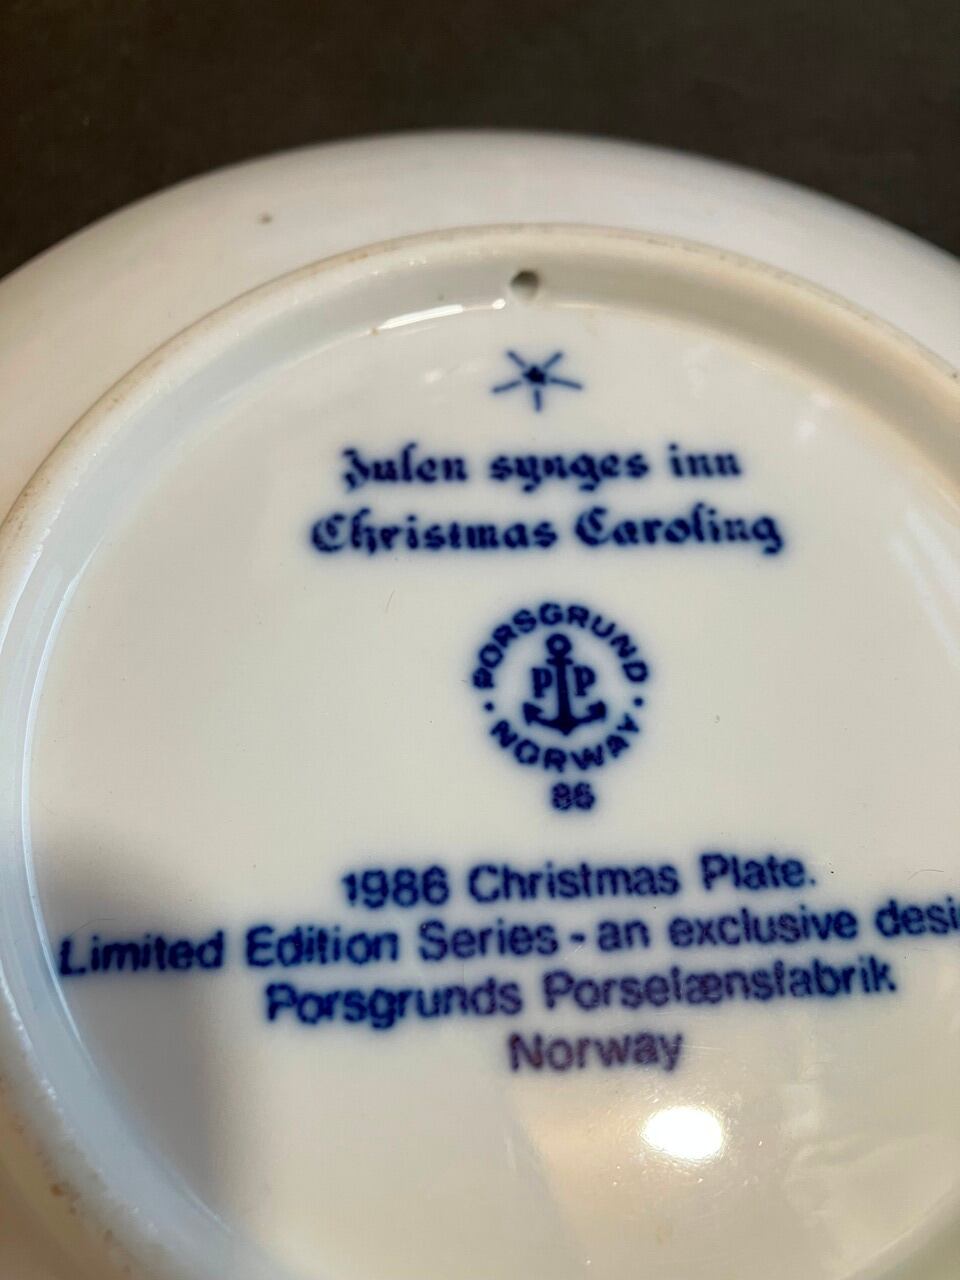 Julen synges inn
Christmas Caroling
PORSGRUND
P P
NORWAY
86
1986 Christmas Plate.
Limited Edition Series - an exclusive
Porsgrunds Porselænsfabrik
Norway